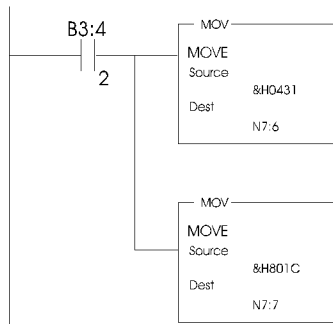 B3:4
2
MOV
MOVE
Source
&H0431
Dest
N7:6
MOV
MOVE
Source
&H801C
Dest
N7:7